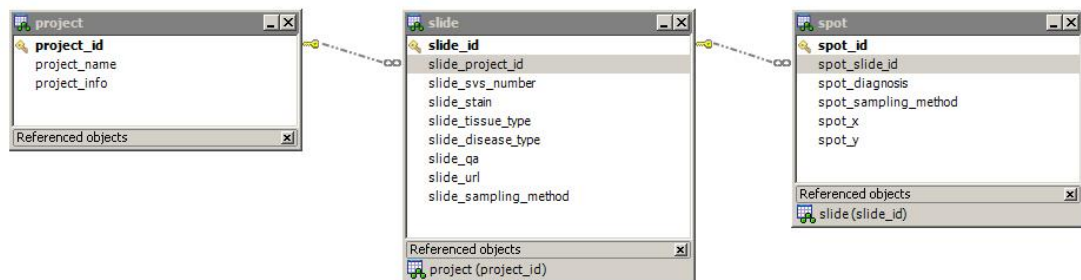 project
project_id
project_name
project_info
Referenced objects
slide
slide_id
slide_project_id
slide_svs_number
slide_stain
slide_tissue_type
slide_disease_type
slide_qa
slide_url
slide_sampling_method
Referenced objects
project (project_id)
spot
spot_id
spot_slide_id
spot_diagnosis
spot_sampling_method
spot_x
spot_y
Referenced objects
slide (slide_id)